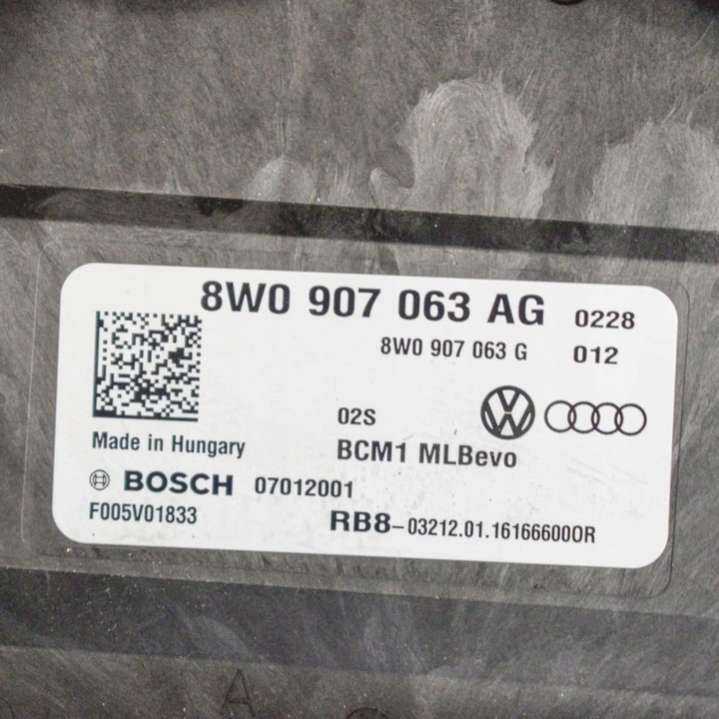 8W0 907 063 AG 0228
8W0 907 063 G 012
02S
Made in Hungary
BCM1 MLBevo
BOSCH 07012001
F005V01833
RB8-03212.01.1616660OOR
A